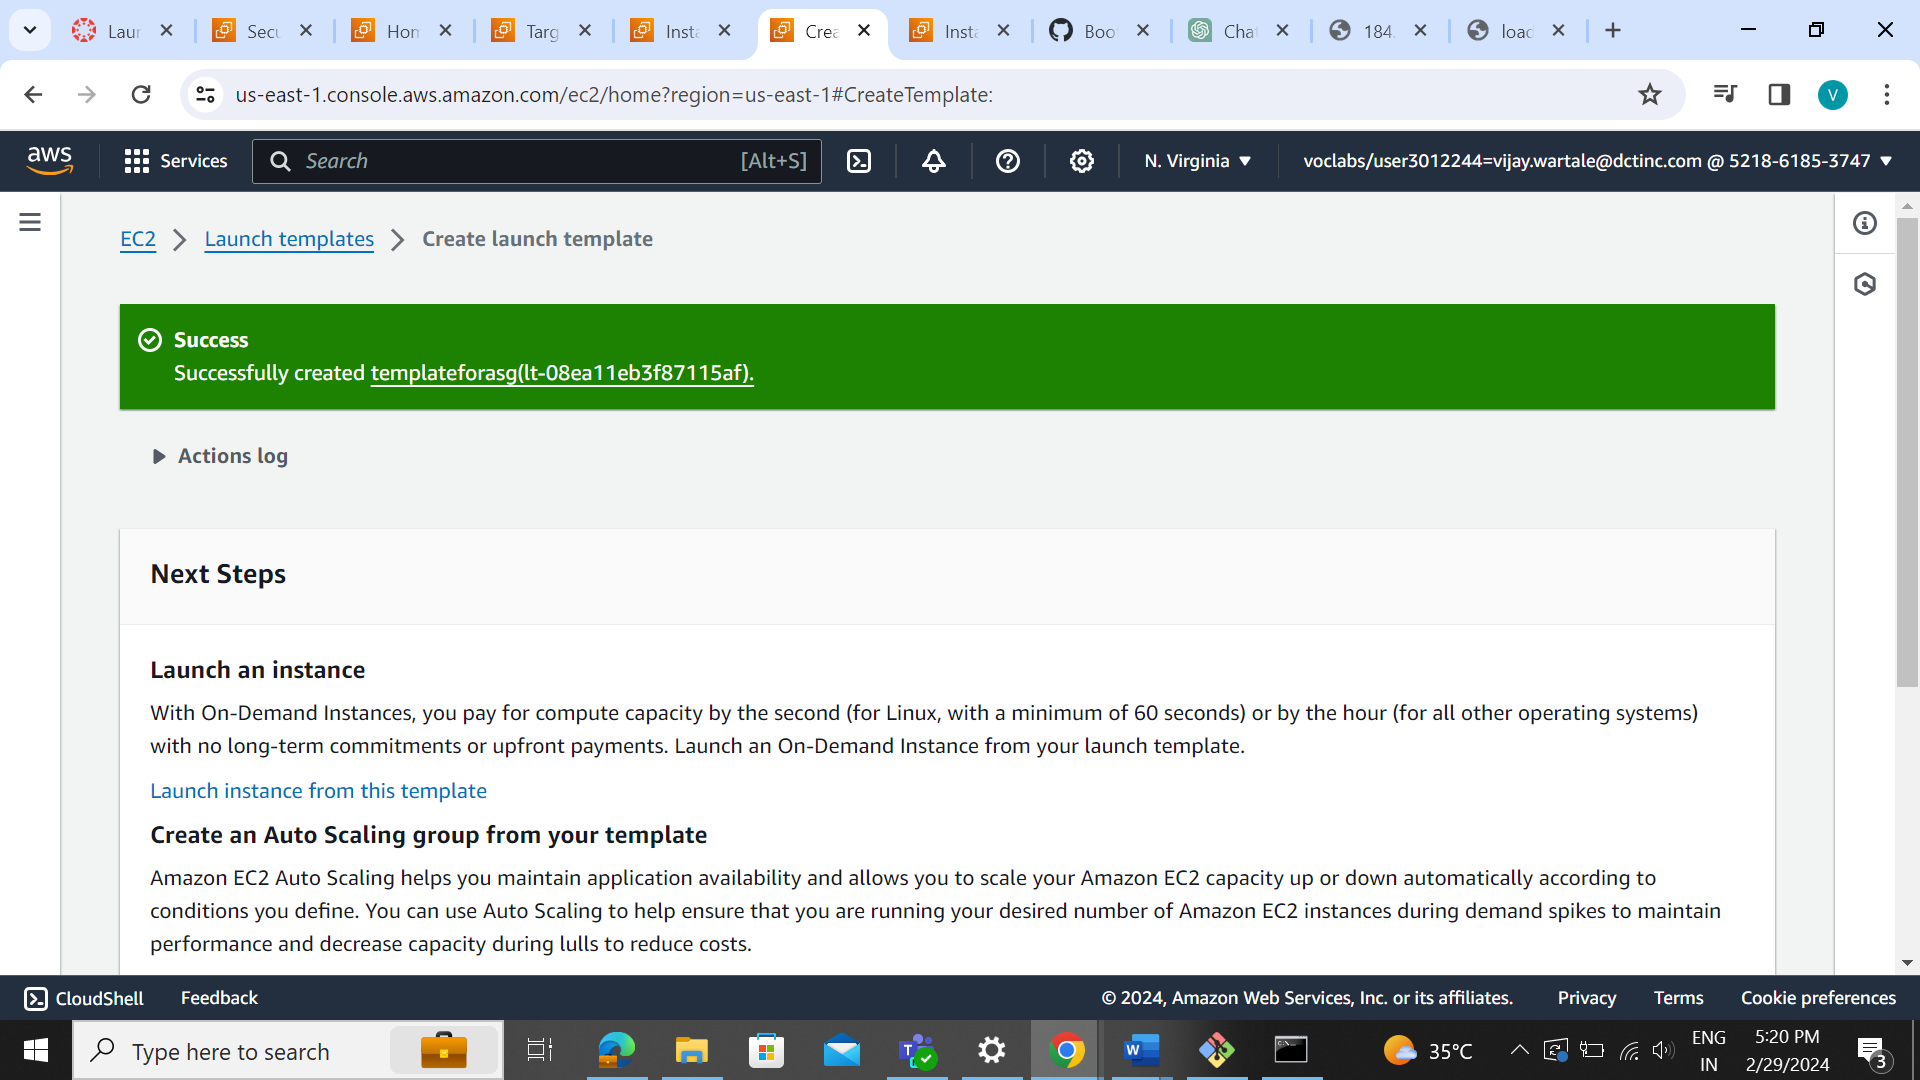 Laun
Secu
Hom
Targ
Insta
Crea
Insta
Boo
Chat
184.
load
us-east-1.console.aws.amazon.com/ec2/home?region=us-east-1#CreateTemplate:
V
aws
Services
Search
[Alt+S]
N. Virginia
voclabs/user3012244=vijay.wartale@dctinc.com @ 5218-6185-3747
EC2
Launch templates
Create launch template
Success
Successfully created templateforasg(lt-08ea11eb3f87115af).
Actions log
Next Steps
Launch an instance
With On-Demand Instances, you pay for compute capacity by the second (for Linux, with a minimum of 60 seconds) or by the hour (for all other operating systems)
with no long-term commitments or upfront payments. Launch an On-Demand Instance from your launch template.
Launch instance from this template
Create an Auto Scaling group from your template
Amazon EC2 Auto Scaling helps you maintain application availability and allows you to scale your Amazon EC2 capacity up or down automatically according to
conditions you define. You can use Auto Scaling to help ensure that you are running your desired number of Amazon EC2 instances during demand spikes to maintain
performance and decrease capacity during lulls to reduce costs.
CloudShell
Feedback
© 2024, Amazon Web Services, Inc. or its affiliates.
Privacy
Terms
Cookie preferences
Type here to search
35°C
ENG
IN
5:20 PM
2/29/2024
3